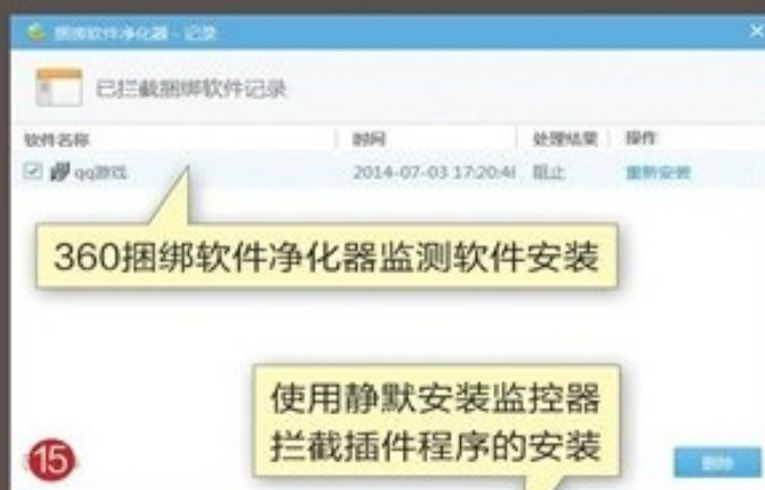 捆绑软件净化器 - 记录
已拦截捆绑软件记录
软件名称 时间 处理结果 操作
qq游戏 2014-07-03 17:20:4 阻止 重新安装
360捆绑软件净化器监测软件安装
使用静默安装监控器
拦截插件程序的安装
15
删除